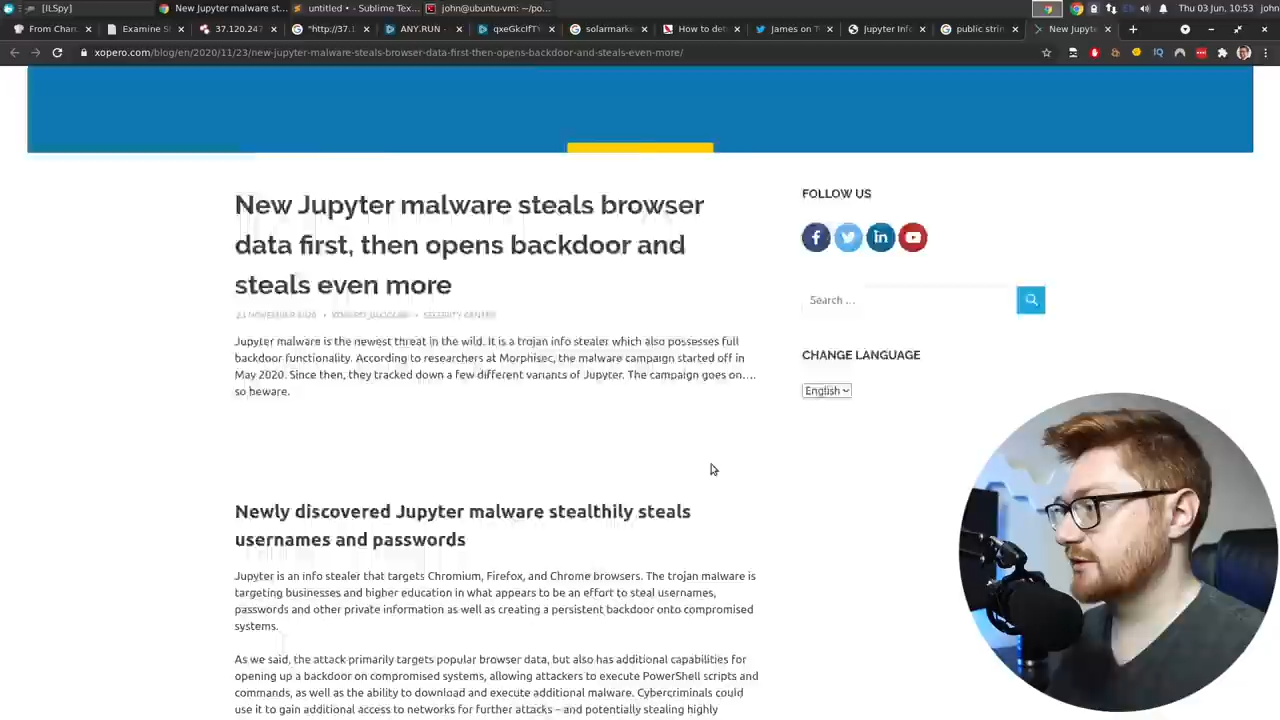 [ILSpy]
New Jupyter malware st...
untitled • - Sublime Tex...
john@ubuntu-vm: ~/po...
Thu 03 Jun, 10:53
john
From Chan
Examine S
37.120.247
"http://37.1
ANY.RUN -
qxeGkcIfTY
solarmarke
How to det
James on T
Jupyter Inf
public strin
New Jupyte
xopero.com/blog/en/2020/11/23/new-jupyter-malware-steals-browser-data-first-then-opens-backdoor-and-steals-even-more/
New Jupyter malware steals browser
data first, then opens backdoor and
steals even more
23 NOVEMBER 2020
SECURITY CENTER
Jupyter malware is the newest threat in the wild. It is a trojan info stealer which also possesses full
backdoor functionality. According to researchers at Morphisec, the malware campaign started off in
May 2020. Since then, they tracked down a few different variants of Jupyter. The campaign goes on....
so beware.
Newly discovered Jupyter malware stealthily steals
usernames and passwords
Jupyter is an info stealer that targets Chromium, Firefox, and Chrome browsers. The trojan malware is
targeting businesses and higher education in what appears to be an effort to steal usernames,
passwords and other private information as well as creating a persistent backdoor onto compromised
systems.
As we said, the attack primarily targets popular browser data, but also has additional capabilities for
opening up a backdoor on compromised systems, allowing attackers to execute PowerShell scripts and
commands, as well as the ability to download and execute additional malware. Cybercriminals could
use it to gain additional access to networks for further attacks – and potentially stealing highly
FOLLOW US
Search ...
CHANGE LANGUAGE
English